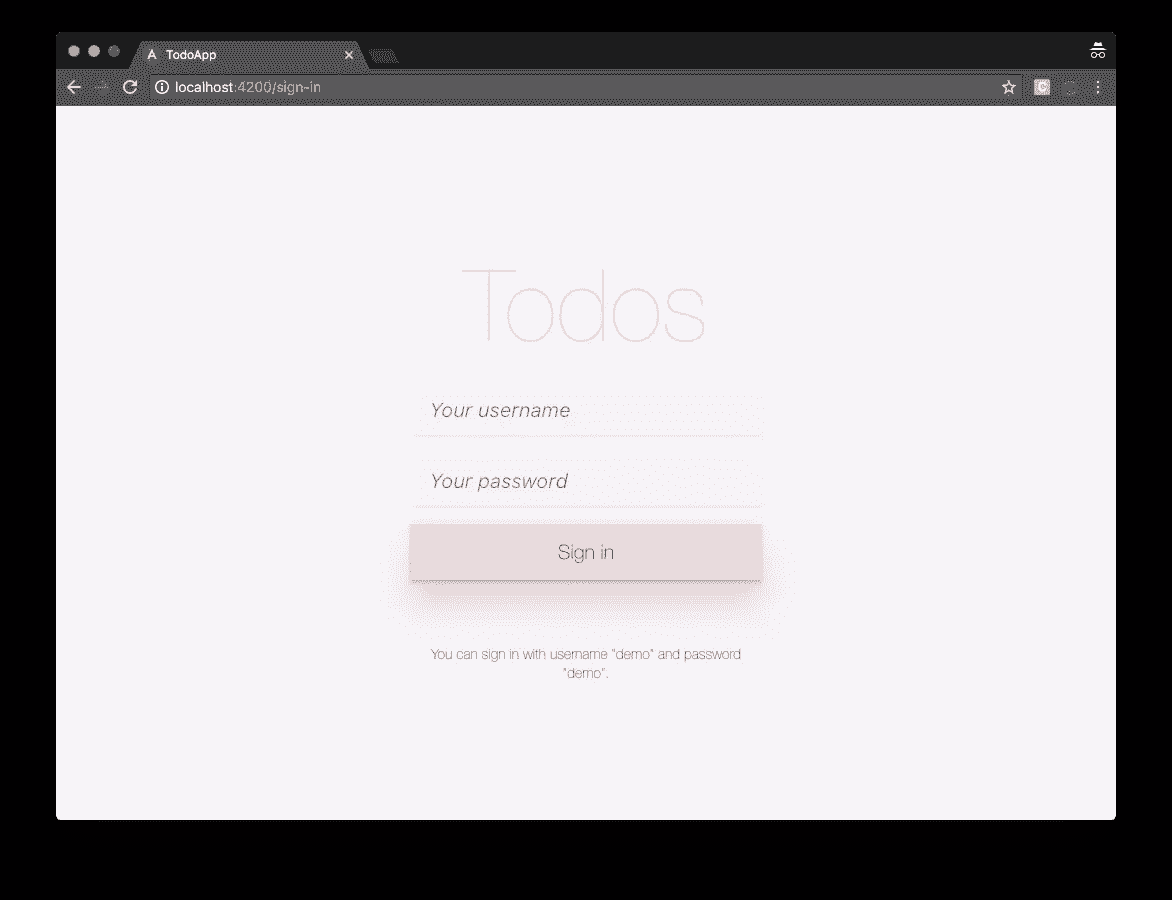 TodoApp
localhost:4200/sign-in
Todos
Your username
Your password
Sign in
You can sign in with username "demo" and password
"demo".